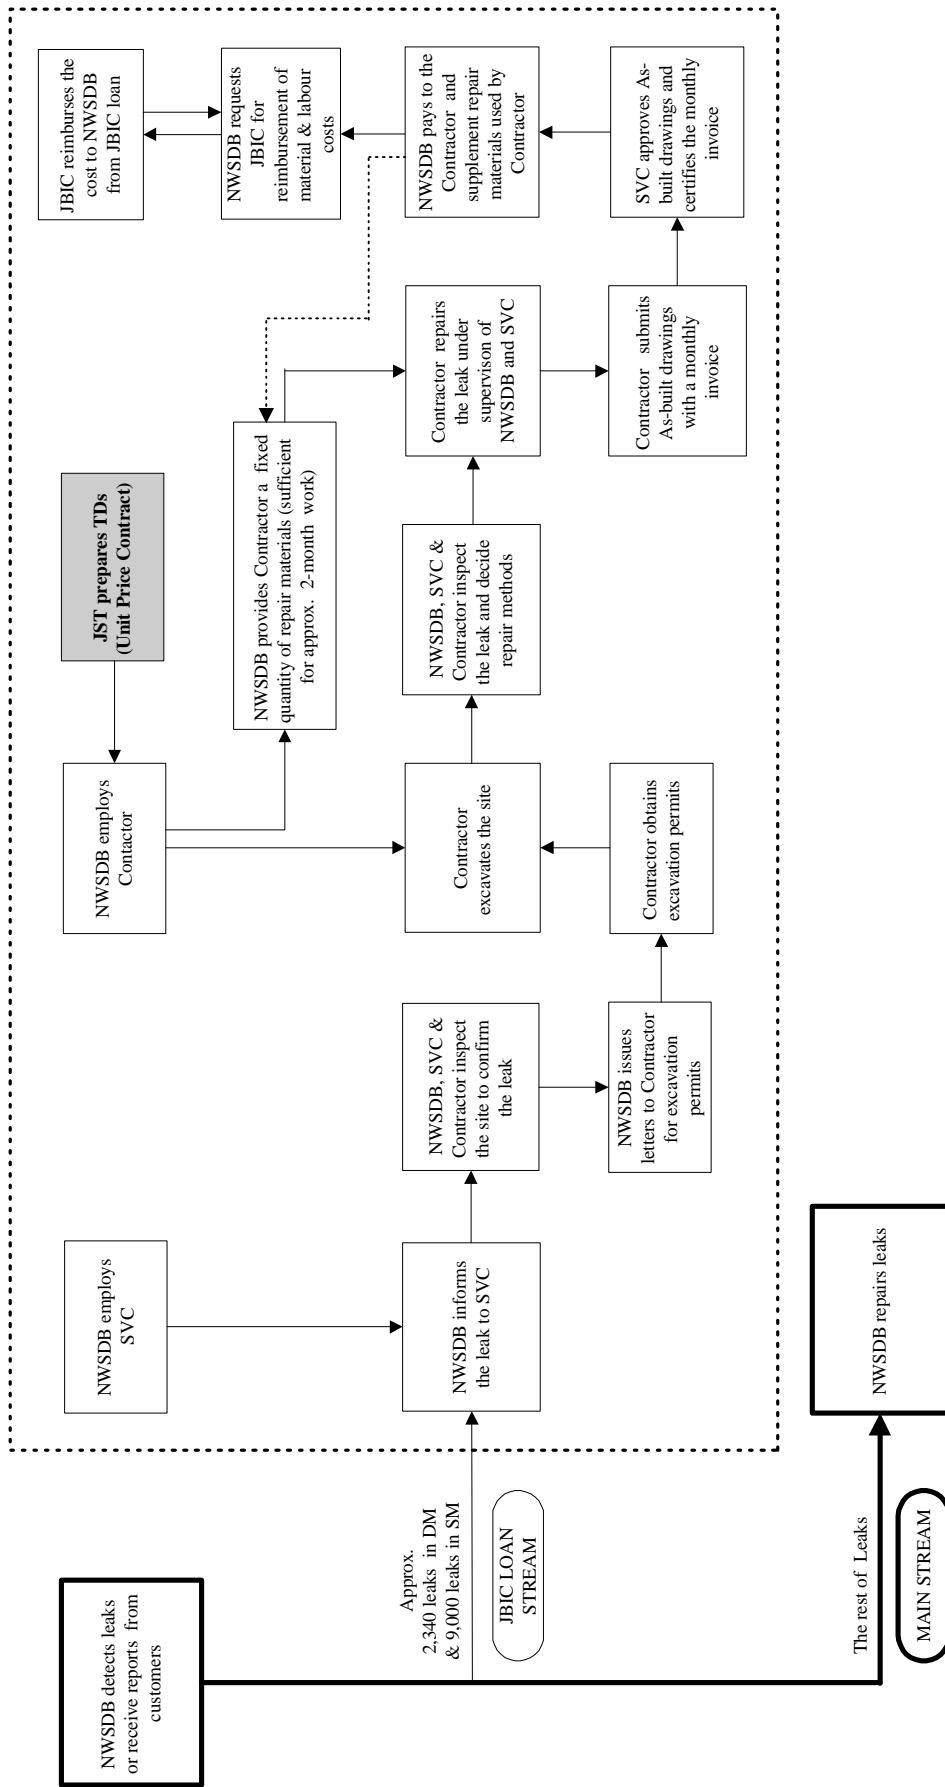 NWSDB detects leaks
or receive reports from
customers
Approx.
2,340 leaks in DM
& 9,000 leaks in SM
JBIC LOAN
STREAM
The rest of Leaks
MAIN STREAM
NWSDB repairs leaks
NWSDB employs
SVC
NWSDB informs
the leak to SVC
NWSDB, SVC &
Contractor inspect
the site to confirm
the leak
NWSDB issues
letters to Contractor
for excavation
permits
Contractor obtains
excavation permits
NWSDB employs
Contactor
Contractor
excavates the site
JST prepares TDs
(Unit Price Contract)
NWSDB provides Contractor a fixed
quantity of repair materials (sufficient
for approx. 2-month work)
NWSDB, SVC &
Contractor inspect
the leak and decide
repair methods
Contractor repairs
the leak under
supervison of
NWSDB and SVC
Contractor submits
As-built drawings
with a monthly
invoice
SVC approves As-
built drawings and
certifies the monthly
invoice
NWSDB pays to the
Contractor and
supplement repair
materials used by
Contractor
NWSDB requests
JBIC for
reimbursement of
material & labour
costs
JBIC reimburses the
cost to NWSDB
from JBIC loan